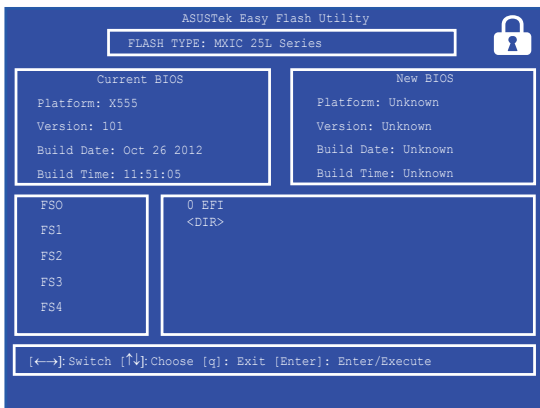 ASUSTek Easy Flash Utility
FLASH TYPE: MXIC 25L Series
Current BIOS
Platform: X555
Version: 101
Build Date: Oct 26 2012
Build Time: 11:51:05
New BIOS
Platform: Unknown
Version: Unknown
Build Date: Unknown
Build Time: Unknown
FSO
FS1
FS2
FS3
FS4
0 EFI
<DIR>
[←→]: Switch [↑↓]: Choose [q]: Exit [Enter]: Enter/Execute